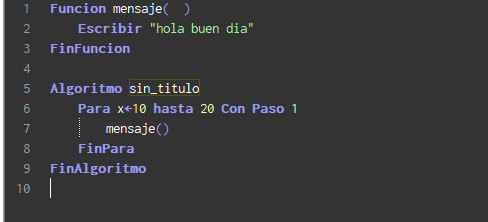 1 Funcion mensaje(  )
2 Escribir "hola buen dia"
3 FinFuncion
4
5 Algoritmo sin_titulo
6 Para x←10 hasta 20 Con Paso 1
7 mensaje()
8 FinPara
9 FinAlgoritmo
10